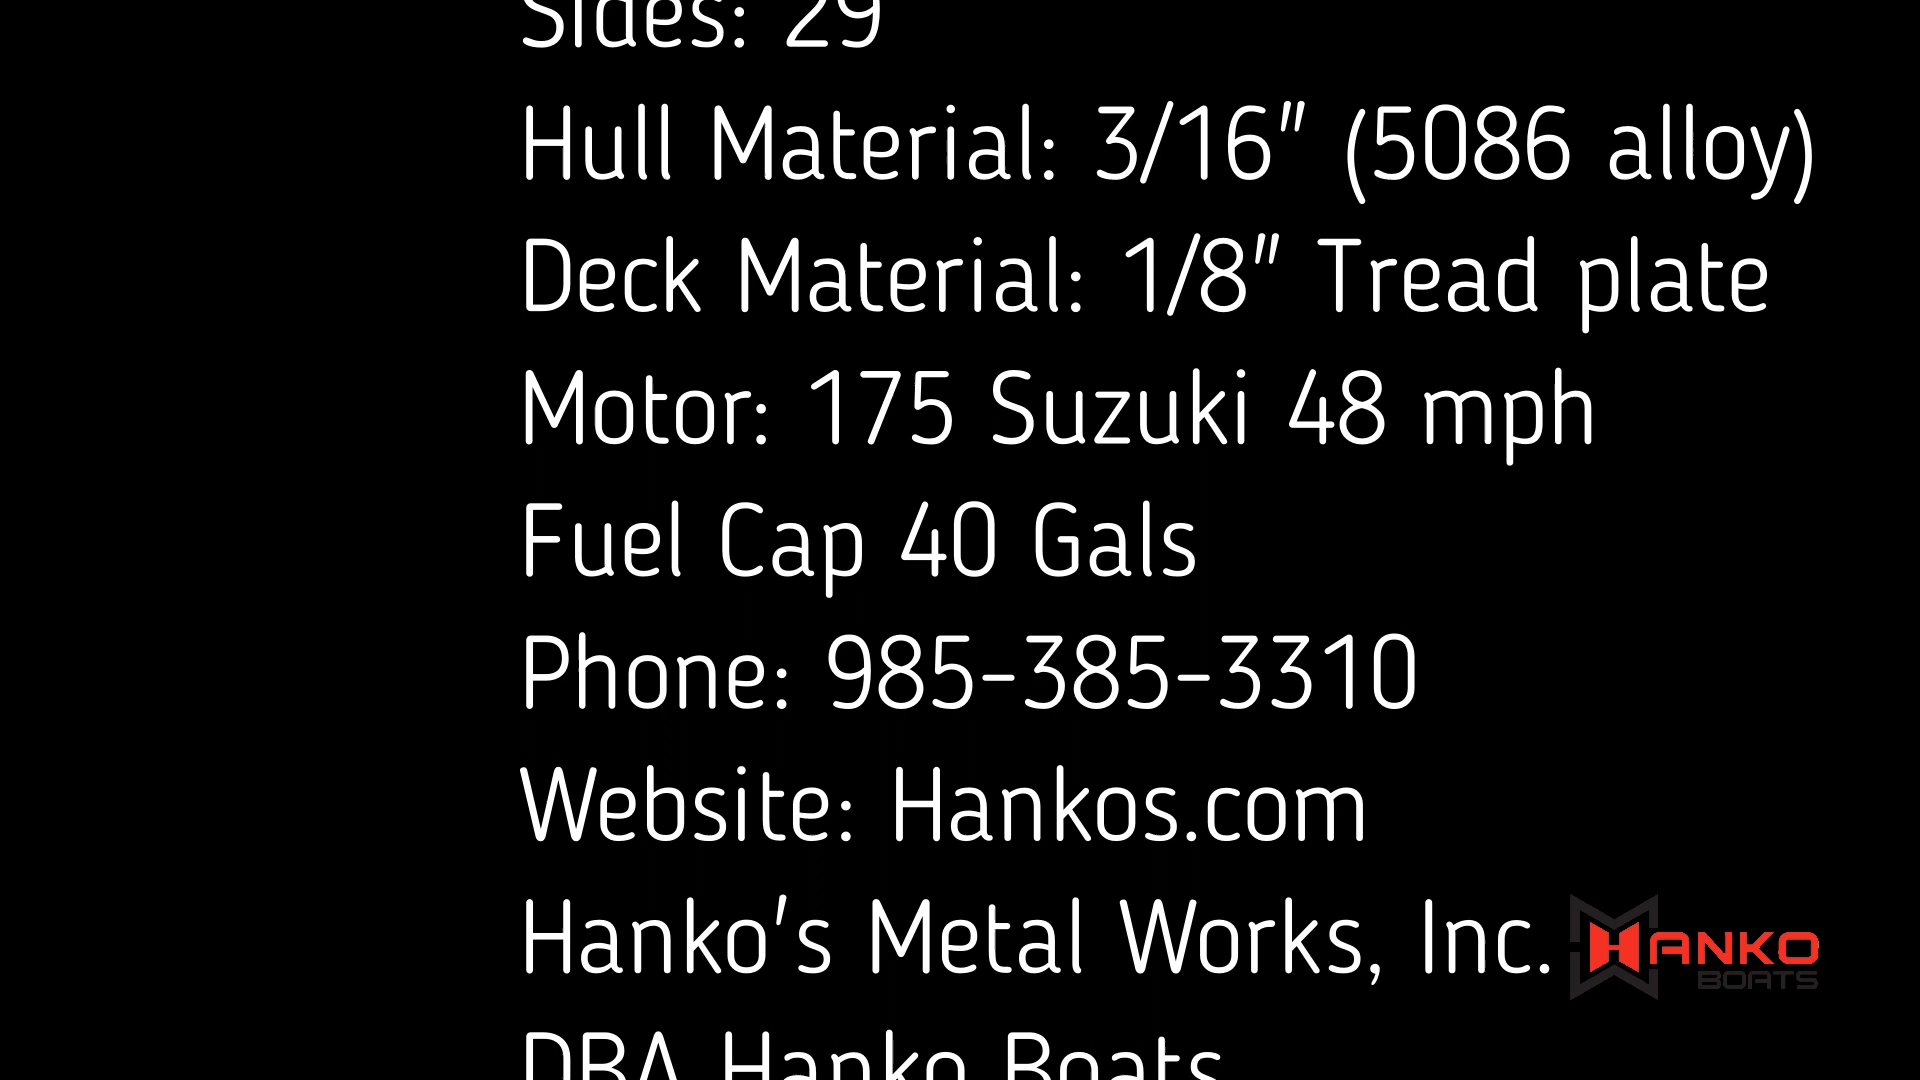 Sides: 29
Hull Material: 3/16" (5086 alloy)
Deck Material: 1/8" Tread plate
Motor: 175 Suzuki 48 mph
Fuel Cap 40 Gals
Phone: 985-385-3310
Website: Hankos.com
Hanko's Metal Works, Inc.
HANKO
BOATS
DBA Hanko Boats